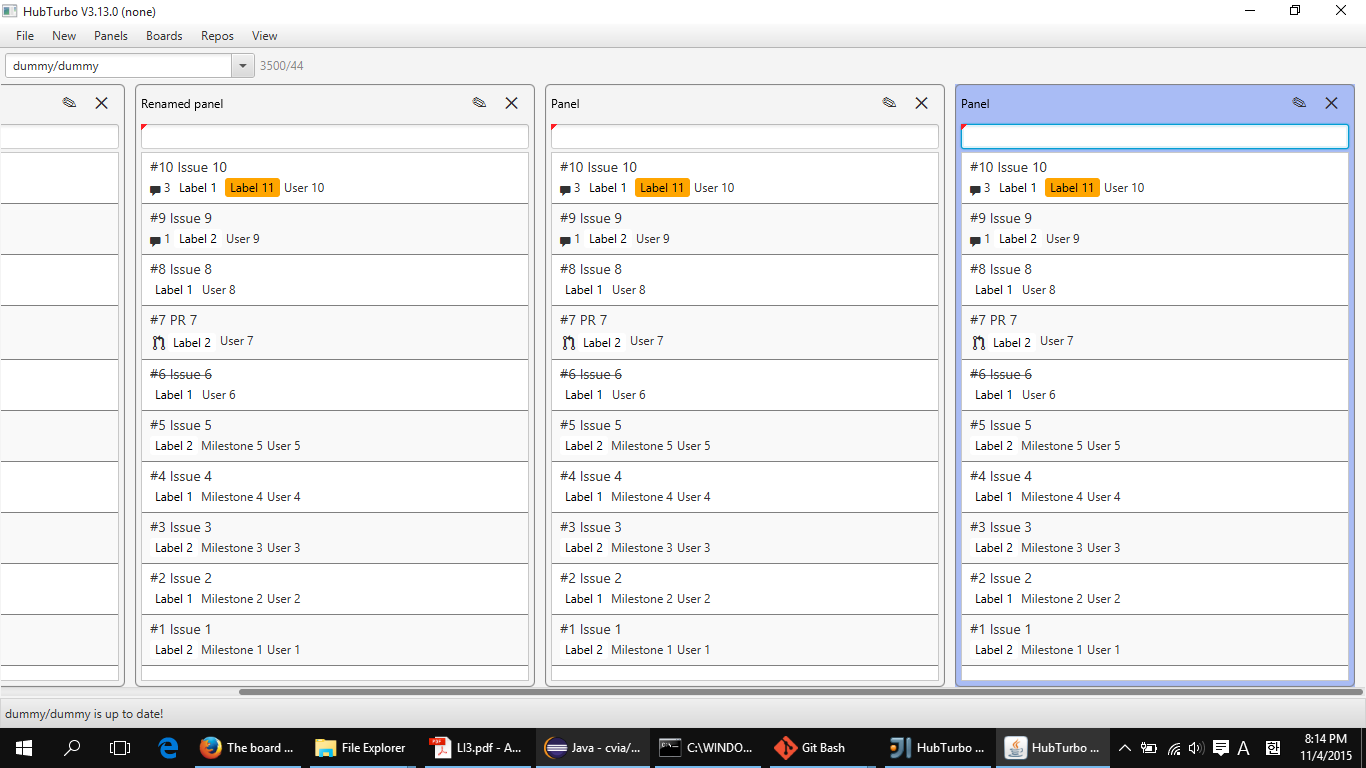 HubTurbo V3.13.0 (none)
File New Panels Boards Repos View
dummy/dummy 3500/44
Renamed panel
#10 Issue 10
3 Label 1 Label 11 User 10
#9 Issue 9
1 Label 2 User 9
#8 Issue 8
Label 1 User 8
#7 PR 7
Label 2 User 7
#6 Issue 6
Label 1 User 6
#5 Issue 5
Label 2 Milestone 5 User 5
#4 Issue 4
Label 1 Milestone 4 User 4
#3 Issue 3
Label 2 Milestone 3 User 3
#2 Issue 2
Label 1 Milestone 2 User 2
#1 Issue 1
Label 2 Milestone 1 User 1
Panel
#10 Issue 10
3 Label 1 Label 11 User 10
#9 Issue 9
1 Label 2 User 9
#8 Issue 8
Label 1 User 8
#7 PR 7
Label 2 User 7
#6 Issue 6
Label 1 User 6
#5 Issue 5
Label 2 Milestone 5 User 5
#4 Issue 4
Label 1 Milestone 4 User 4
#3 Issue 3
Label 2 Milestone 3 User 3
#2 Issue 2
Label 1 Milestone 2 User 2
#1 Issue 1
Label 2 Milestone 1 User 1
Panel
#10 Issue 10
3 Label 1 Label 11 User 10
#9 Issue 9
1 Label 2 User 9
#8 Issue 8
Label 1 User 8
#7 PR 7
Label 2 User 7
#6 Issue 6
Label 1 User 6
#5 Issue 5
Label 2 Milestone 5 User 5
#4 Issue 4
Label 1 Milestone 4 User 4
#3 Issue 3
Label 2 Milestone 3 User 3
#2 Issue 2
Label 1 Milestone 2 User 2
#1 Issue 1
Label 2 Milestone 1 User 1
dummy/dummy is up to date!
The board ... File Explorer LI3.pdf - A... Java - cvia/... C:\WINDO... Git Bash HubTurbo ... HubTurbo ... A 8:14 PM
11/4/2015